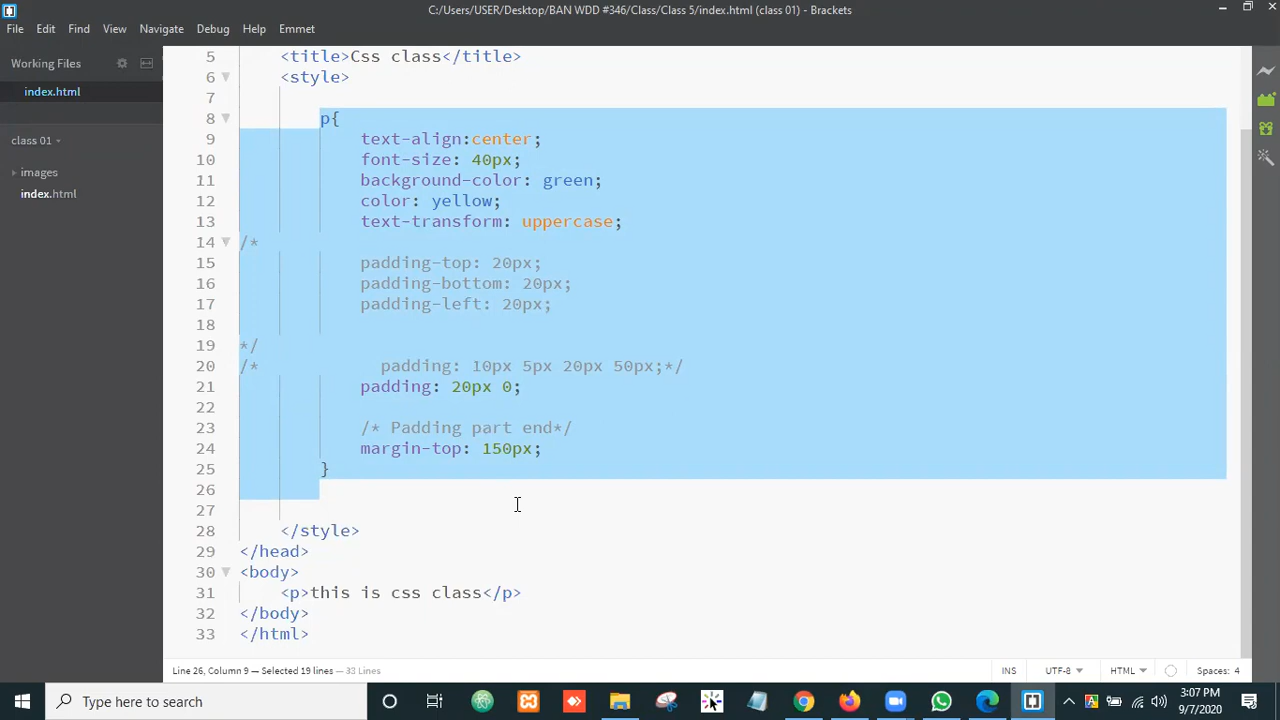 C:/Users/USER/Desktop/BAN WDD #346/Class/Class 5/index.html (class 01) - Brackets
File Edit Find View Navigate Debug Help Emmet
Working Files
index.html
class 01
images
index.html
5 <title>Css class</title>
6 <style>
7
8 p{
9 text-align:center;
10 font-size: 40px;
11 background-color: green;
12 color: yellow;
13 text-transform: uppercase;
14 /*
15 padding-top: 20px;
16 padding-bottom: 20px;
17 padding-left: 20px;
18
19 */
20 /* padding: 10px 5px 20px 50px;*/
21 padding: 20px 0;
22
23 /* Padding part end*/
24 margin-top: 150px;
25 }
26
27
28 </style>
29 </head>
30 <body>
31 <p>this is css class</p>
32 </body>
33 </html>
Line 26, Column 9 — Selected 19 lines — 33 Lines
INS UTF-8 HTML Spaces: 4
Type here to search
3:07 PM
9/7/2020